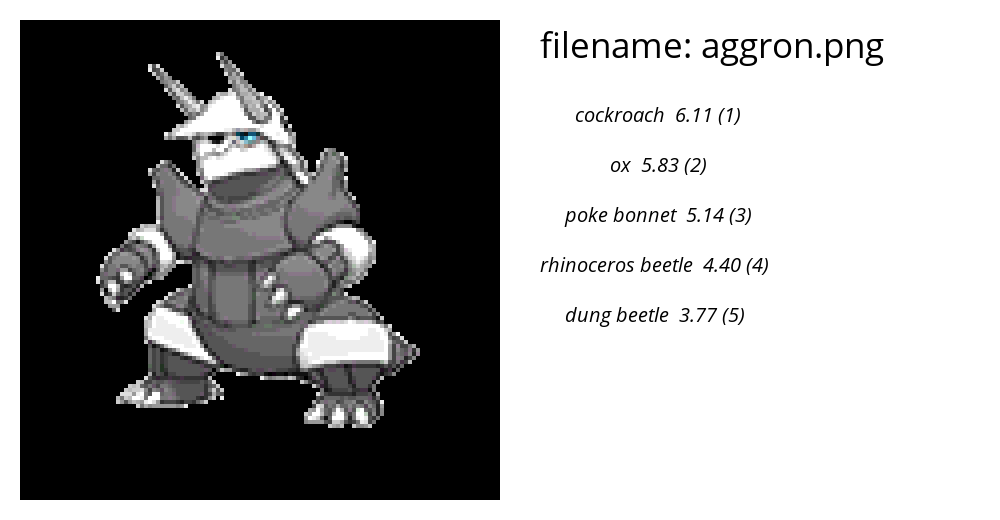 filename: aggron.png
cockroach 6.11 (1)
ox 5.83 (2)
poke bonnet 5.14 (3)
rhinoceros beetle 4.40 (4)
dung beetle 3.77 (5)